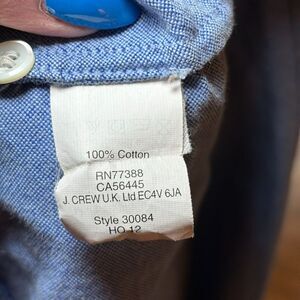 100% Cotton
RN77388
CA56445
J. CREW U.K. Ltd EC4V 6JA
Style 30084
HO 12